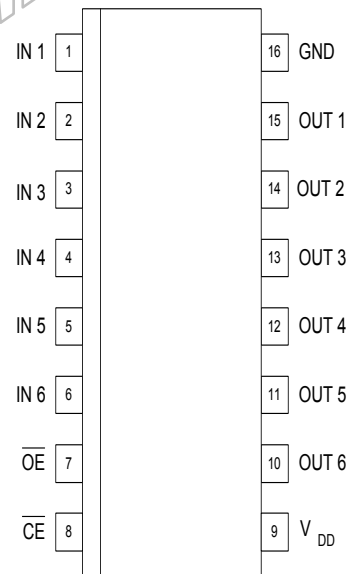 IN 1 1 16 GND
IN 2 2 15 OUT 1
IN 3 3 14 OUT 2
IN 4 4 13 OUT 3
IN 5 5 12 OUT 4
IN 6 6 11 OUT 5
OE 7 10 OUT 6
CE 8 9 V DD